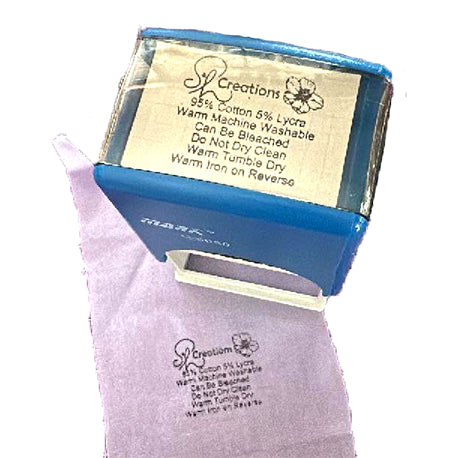 Creations
95% Cotton 5% Lycra
Warm Machine Washable
Can Be Bleached
Do Not Dry Clean
Warm Tumble Dry
Warm Iron on Reverse
Creations
95% Cotton 5% Lycra
Warm Machine Washable
Can Be Bleached
Do Not Dry Clean
Warm Tumble Dry
Warm Iron on Reverse